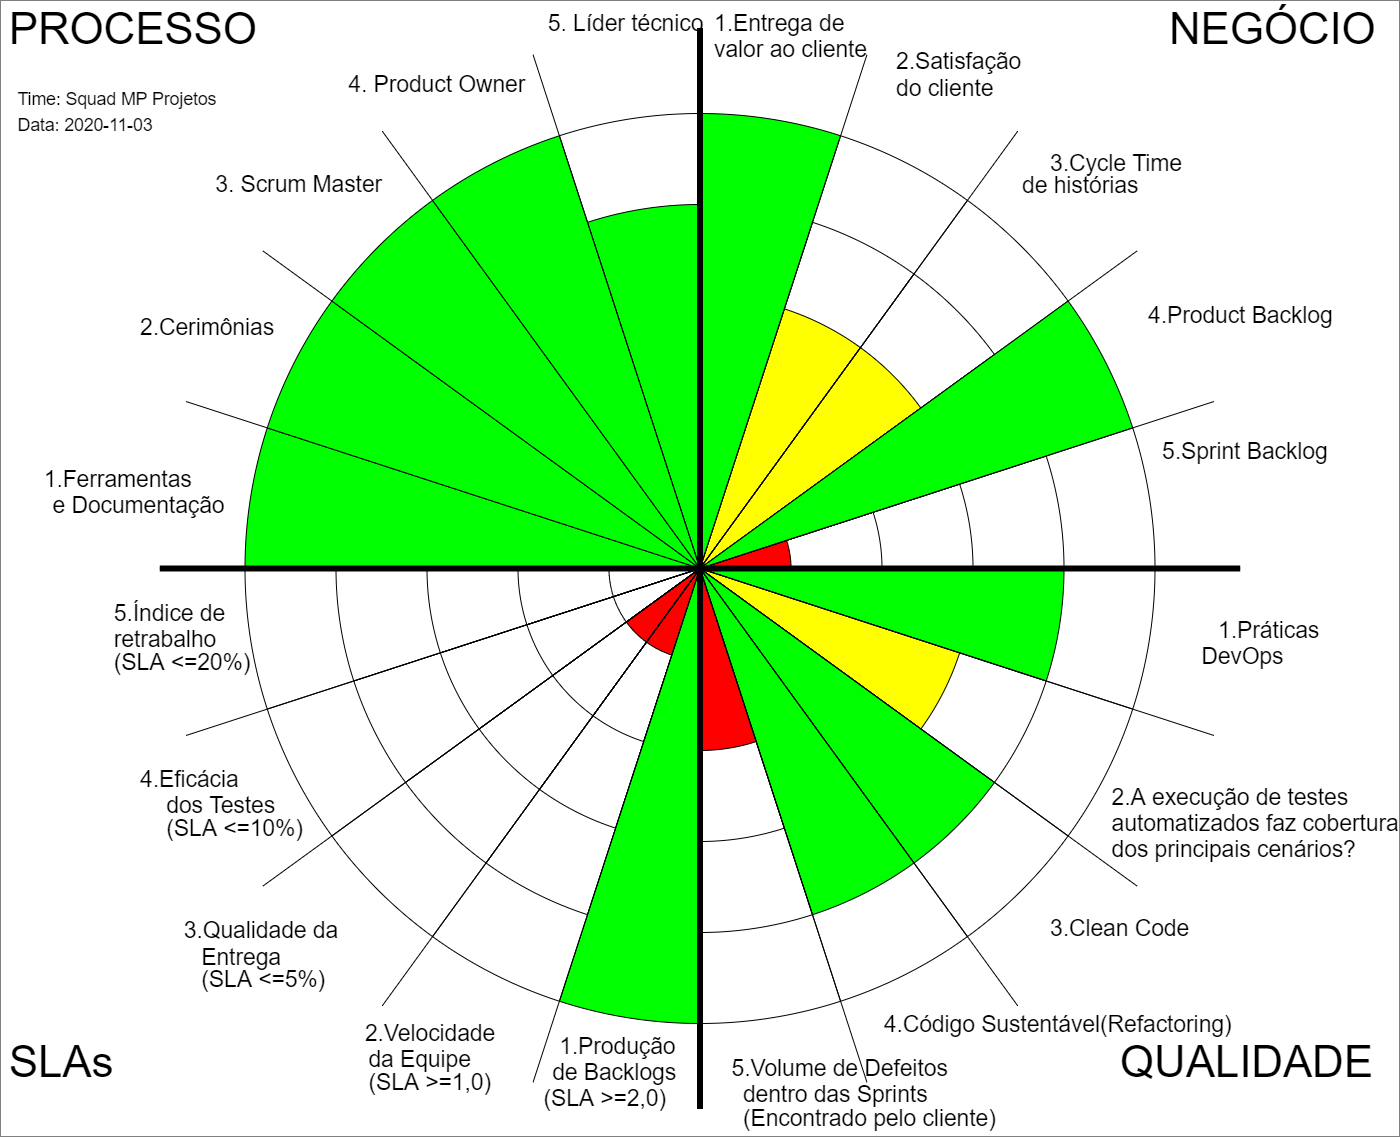 PROCESSO
NEGÓCIO
Time: Squad MP Projetos
Data: 2020-11-03
5. Líder técnico
1.Entrega de
valor ao cliente
2.Satisfação
do cliente
4. Product Owner
3.Cycle Time
de histórias
3. Scrum Master
4.Product Backlog
2.Cerimônias
5.Sprint Backlog
1.Ferramentas
e Documentação
5.Índice de
retrabalho
(SLA <=20%)
1.Práticas
DevOps
4.Eficácia
dos Testes
(SLA <=10%)
2.A execução de testes
automatizados faz cobertura
dos principais cenários?
3.Qualidade da
Entrega
(SLA <=5%)
3.Clean Code
2.Velocidade
da Equipe
(SLA >=1,0)
1.Produção
de Backlogs
(SLA >=2,0)
4.Código Sustentável(Refactoring)
5.Volume de Defeitos
dentro das Sprints
(Encontrado pelo cliente)
SLAs
QUALIDADE